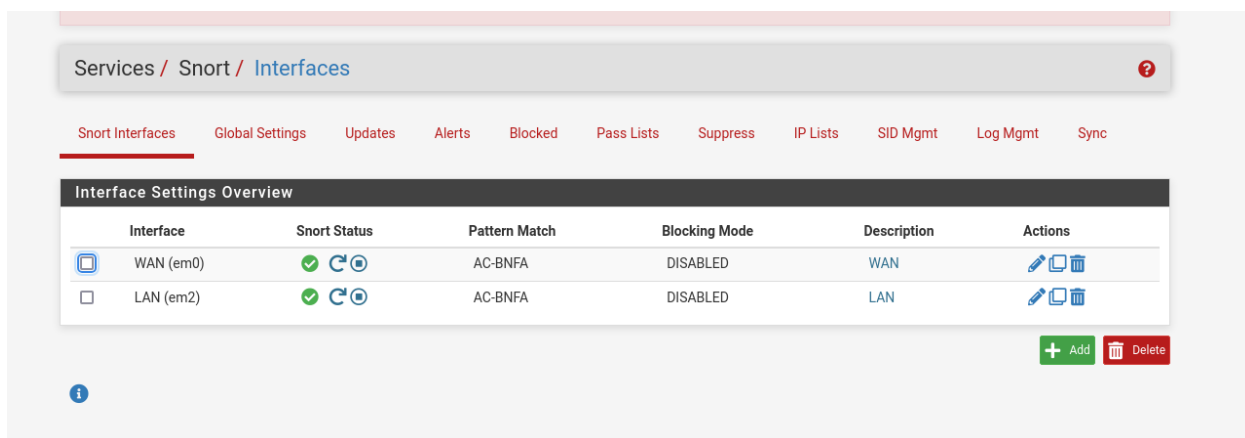 Services / Snort / Interfaces
Snort Interfaces Global Settings Updates Alerts Blocked Pass Lists Suppress IP Lists SID Mgmt Log Mgmt Sync
Interface Settings Overview
Interface Snort Status Pattern Match Blocking Mode Description Actions
WAN (em0) AC-BNFA DISABLED WAN
LAN (em2) AC-BNFA DISABLED LAN
Add Delete